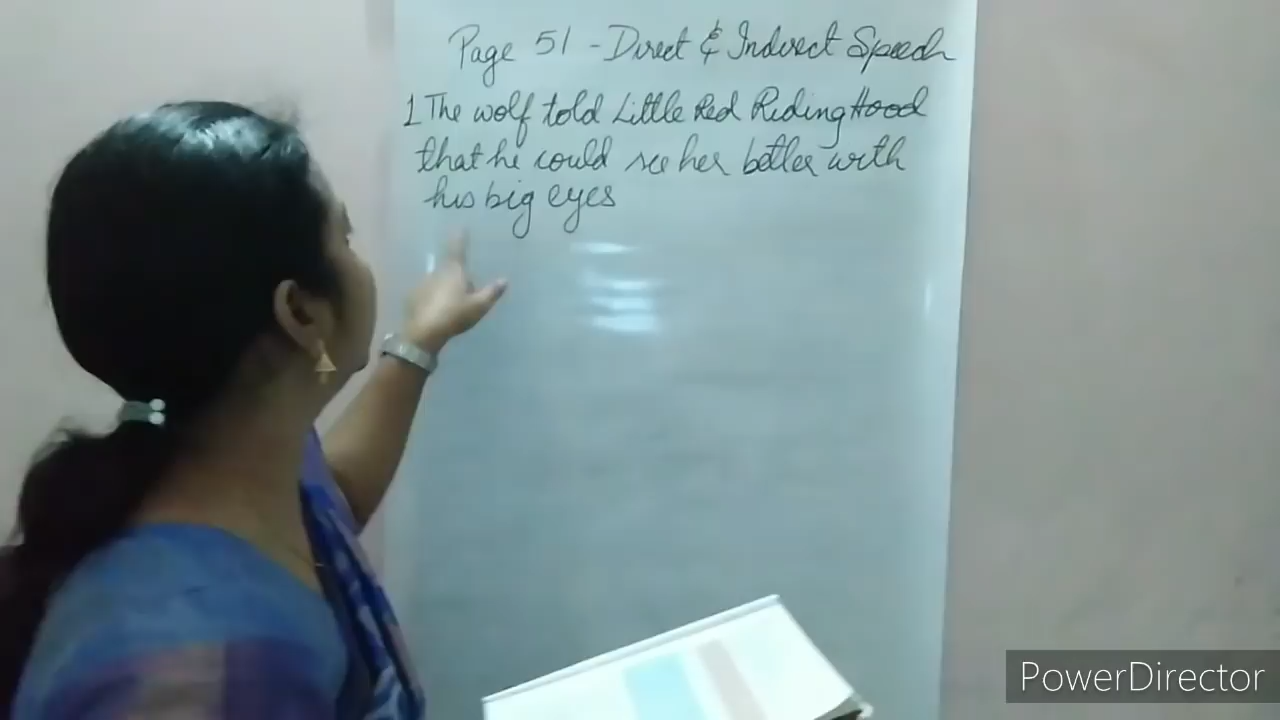 Page 51 - Direct & Indirect Speech
1 The wolf told Little Red Riding Hood
that he could see her better with
his big eyes
PowerDirector